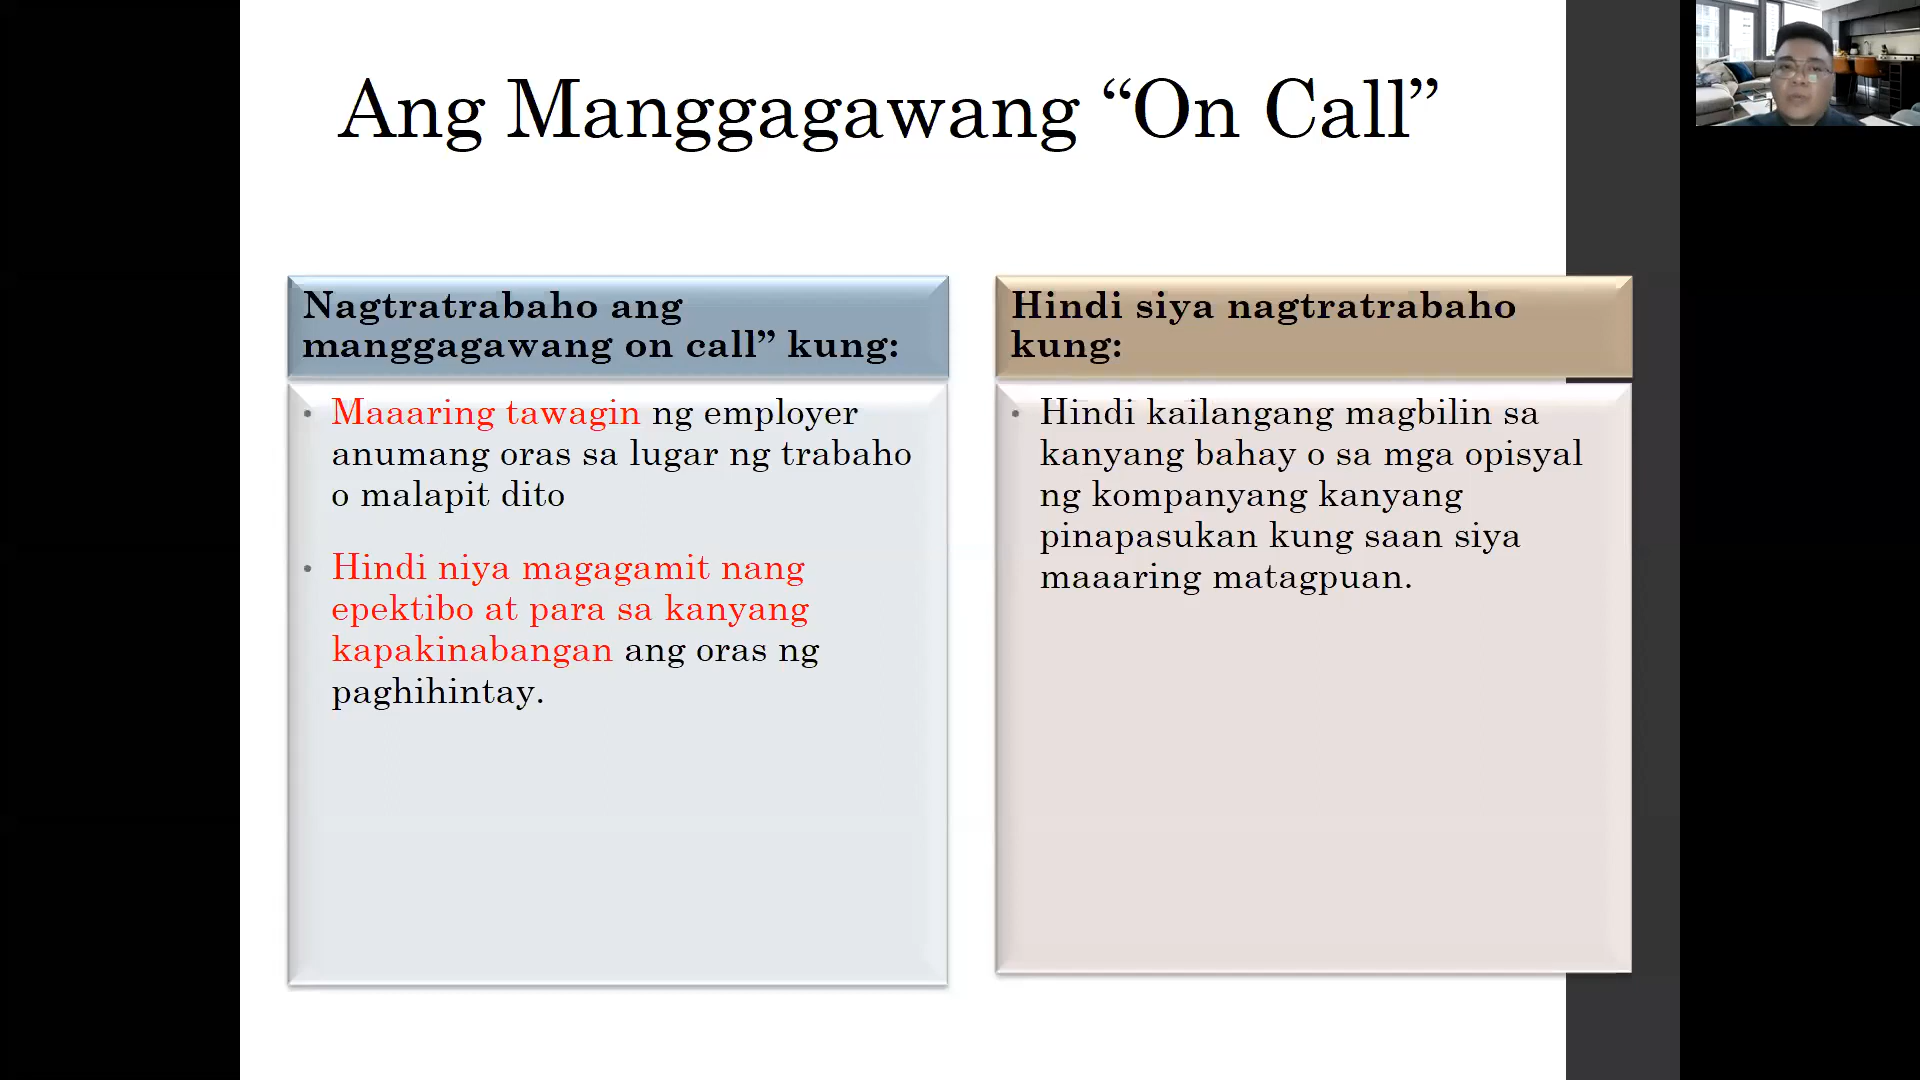 Ang Manggagawang “On Call”
Nagtratrabaho ang
manggagawang on call” kung:
• Maaaring tawagin ng employer
anumang oras sa lugar ng trabaho
o malapit dito
• Hindi niya magagamit nang
epektibo at para sa kanyang
kapakinabangan ang oras ng
paghihintay.
Hindi siya nagtratrabaho
kung:
• Hindi kailangang magbilin sa
kanyang bahay o sa mga opisyal
ng kompanyang kanyang
pinapasukan kung saan siya
maaaring matagpuan.